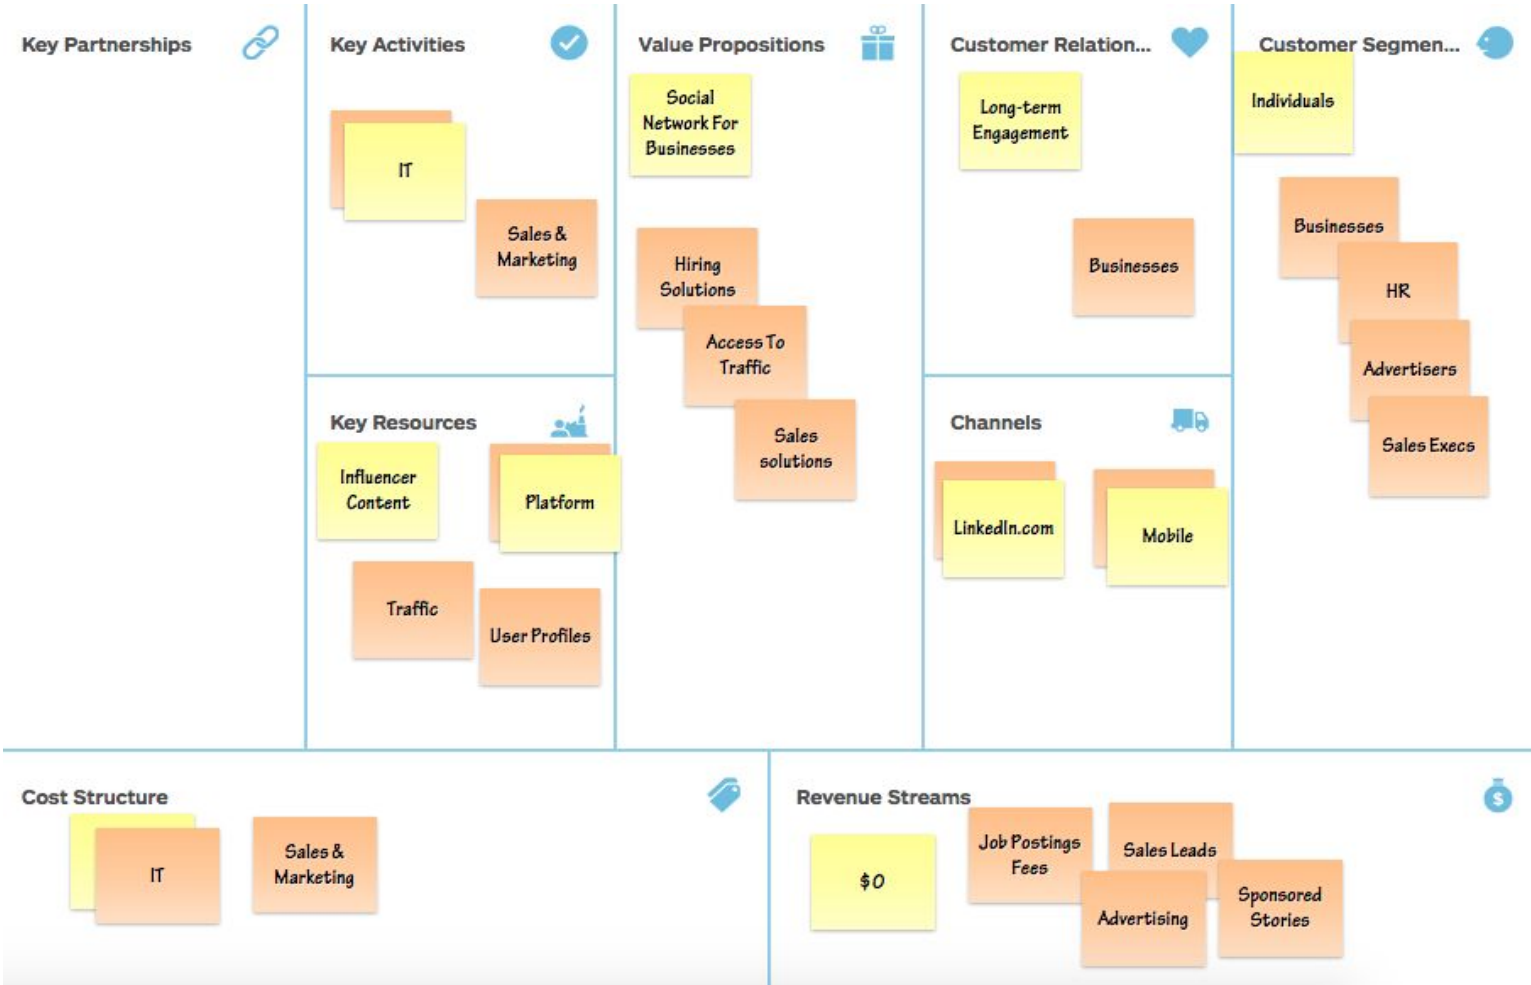 Key Partnerships
Key Activities
IT
Sales &
Marketing
Key Resources
Influencer
Content
Platform
Traffic
User Profiles
Value Propositions
Social
Network For
Businesses
Hiring
Solutions
Access To
Traffic
Sales
solutions
Customer Relation...
Long-term
Engagement
Businesses
Channels
LinkedIn.com
Mobile
Customer Segmen...
Individuals
Businesses
HR
Advertisers
Sales Execs
Cost Structure
IT
Sales &
Marketing
Revenue Streams
$0
Job Postings
Fees
Sales Leads
Advertising
Sponsored
Stories
$